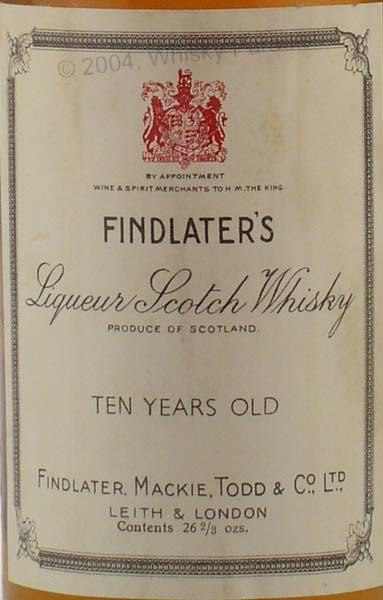 © 2004, Whisky
BY APPOINTMENT
WINE & SPIRIT MERCHANTS TO H.M. THE KING.
FINDLATER'S
Liqueur Scotch Whisky
PRODUCE OF SCOTLAND.
TEN YEARS OLD
FINDLATER, MACKIE, TODD & CO., LTD.,
LEITH & LONDON
Contents 26 2/3 ozs.